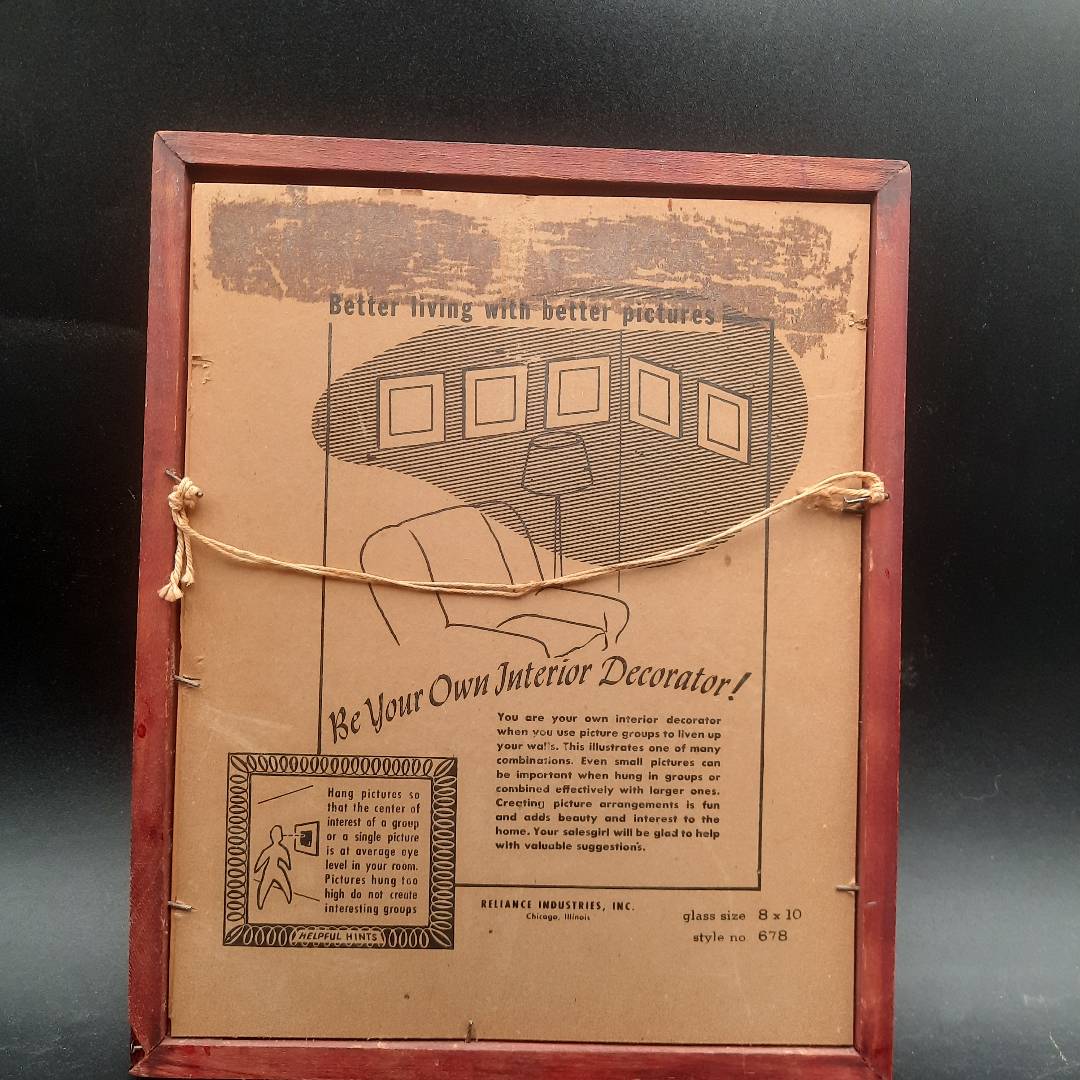 Better living with better pictures
Be Your Own Interior Decorator!
You are your own interior decorator
when you use picture groups to liven up
your walls. This illustrates one of many
combinations. Even small pictures can
be important when hung in groups or
combined effectively with larger ones.
Creating picture arrangements is fun
and adds beauty and interest to the
home. Your salesgirl will be glad to help
with valuable suggestions.
Hang pictures so
that the center of
interest of a group
or a single picture
is at average eye
level in your room.
Pictures hung too
high do not create
interesting groups
HELPFUL HINTS
RELIANCE INDUSTRIES, INC.
Chicago, Illinois
glass size 8 x 10
style no. 678